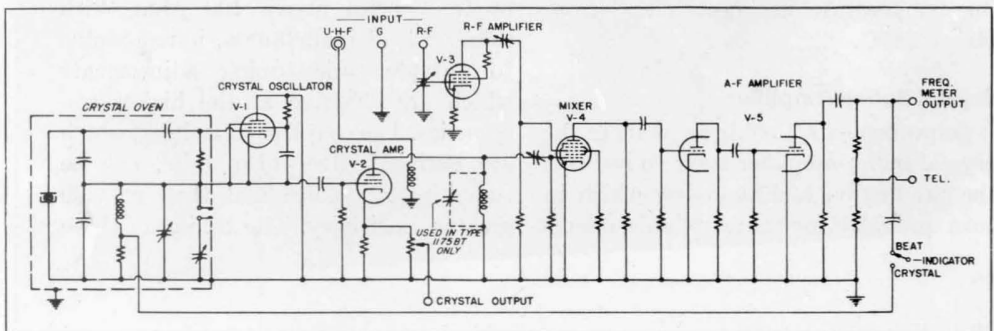 INPUT
U-H-F
G
R-F
R-F AMPLIFIER
V-3
CRYSTAL OSCILLATOR
V-1
CRYSTAL OVEN
CRYSTAL AMP.
V-2
MIXER
V-4
A-F AMPLIFIER
V-5
FREQ.
METER
OUTPUT
TEL.
USED IN TYPE
1175BT
ONLY
CRYSTAL OUTPUT
BEAT
INDICATOR
CRYSTAL